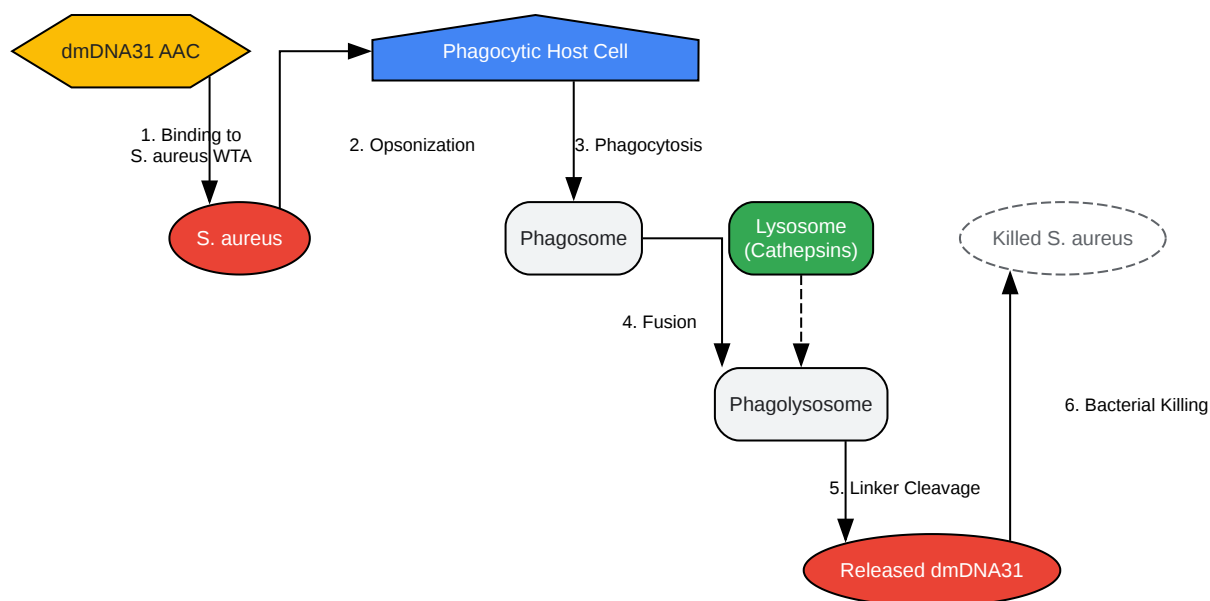 dmDNA31 AAC
Phagocytic Host Cell
1. Binding to
S. aureus WTA
2. Opsonization
3. Phagocytosis
S. aureus
Phagosome
Lysosome
(Cathepsins)
Killed S. aureus
4. Fusion
Phagolysosome
6. Bacterial Killing
5. Linker Cleavage
Released dmDNA31